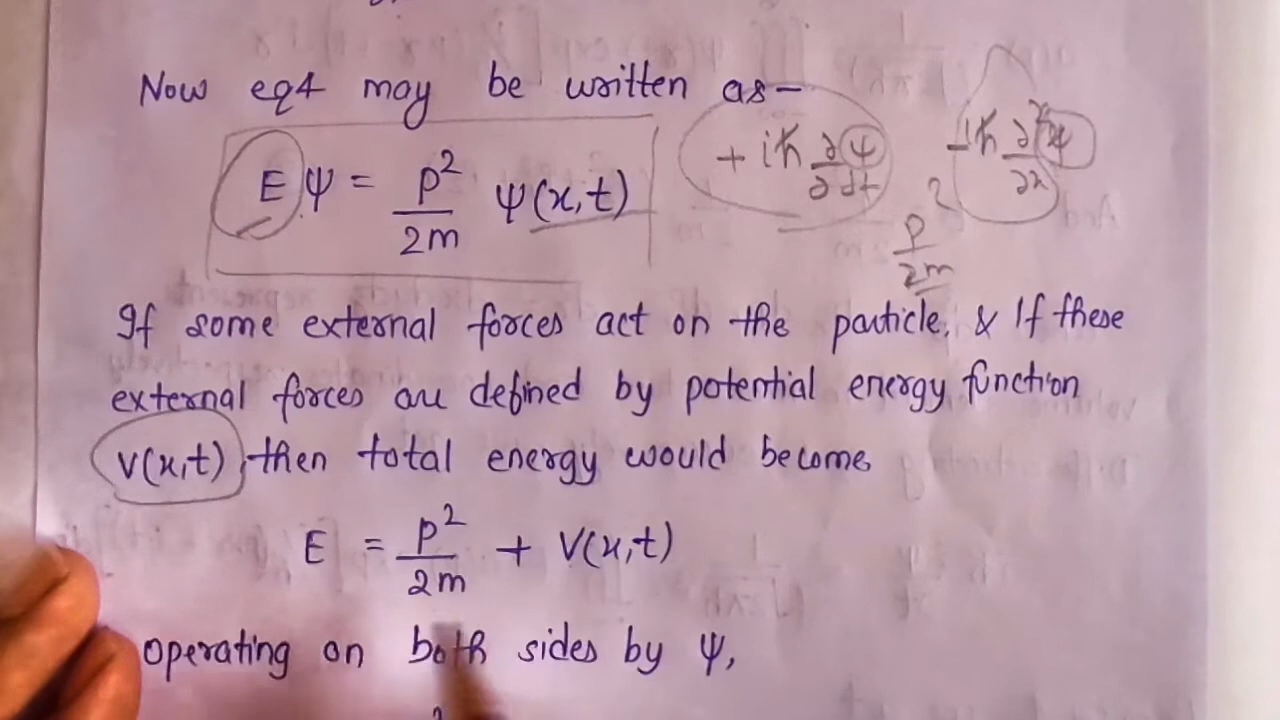 Now eq4 may be written as-
Eψ = p²/2m ψ(x,t)
+ iℏ ∂ψ/∂dt
-iℏ ∂ψ/∂x
p²/2m
If some external forces act on the particle. & If these
external forces are defined by potential energy function
V(x,t), then total energy would become
E = p²/2m + V(x,t)
operating on both sides by ψ,